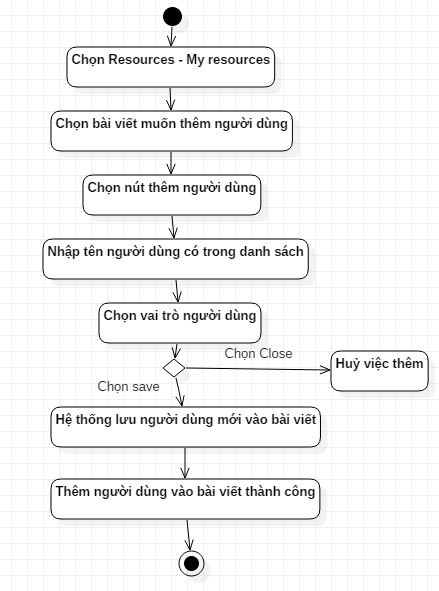 Chọn Resources - My resources
Chọn bài viết muốn thêm người dùng
Chọn nút thêm người dùng
Nhập tên người dùng có trong danh sách
Chọn vai trò người dùng
Chọn Close
Huỷ việc thêm
Chọn save
Hệ thống lưu người dùng mới vào bài viết
Thêm người dùng vào bài viết thành công